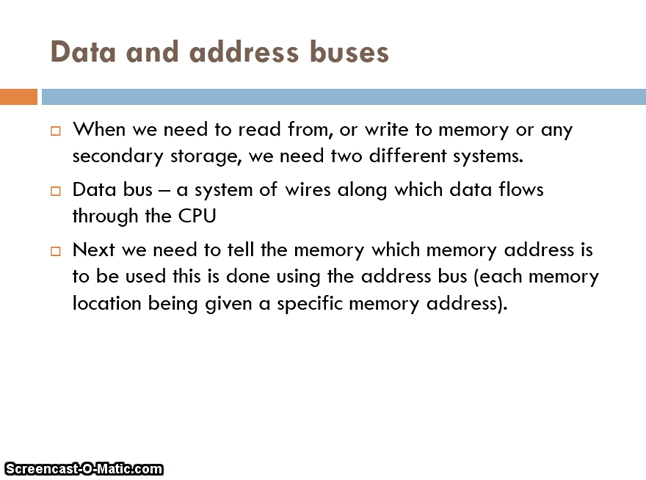 Data and address buses
When we need to read from, or write to memory or any
secondary storage, we need two different systems.
Data bus – a system of wires along which data flows
through the CPU
Next we need to tell the memory which memory address is
to be used this is done using the address bus (each memory
location being given a specific memory address).
Screencast-O-Matic.com